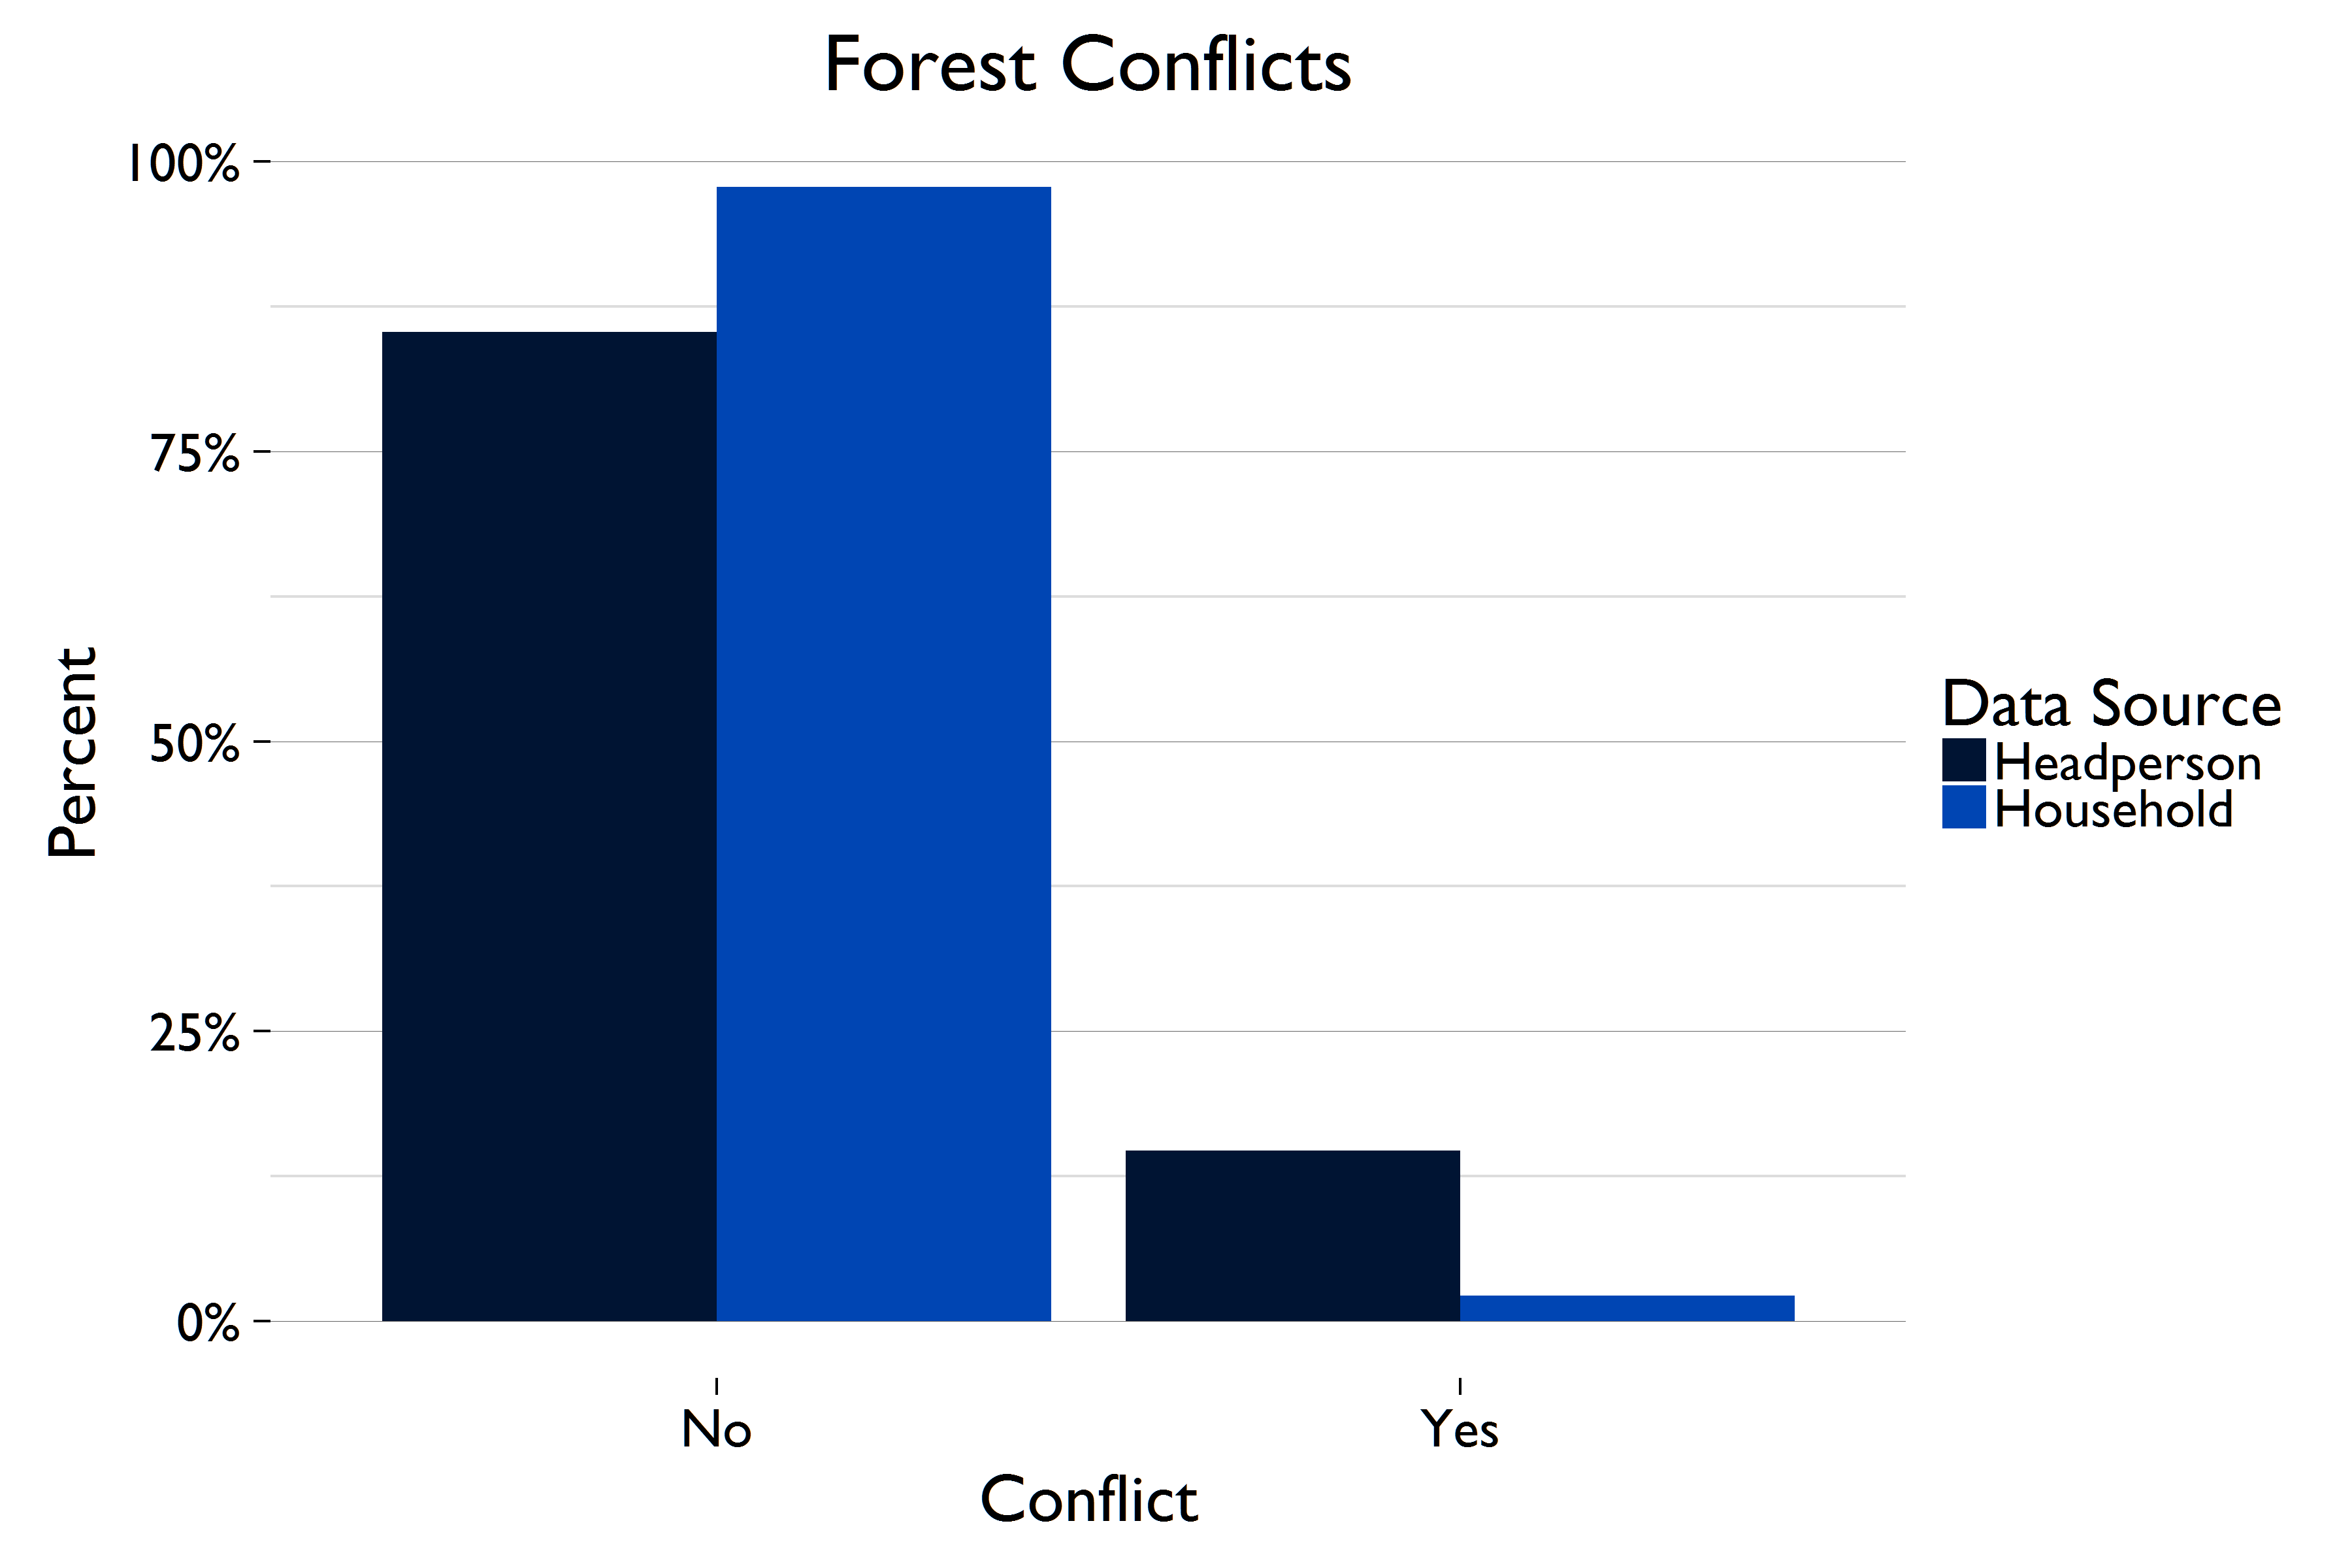 Forest Conflicts
100%
75%
50%
25%
0%
Percent
No
Yes
Conflict
Data Source
Headperson
Household